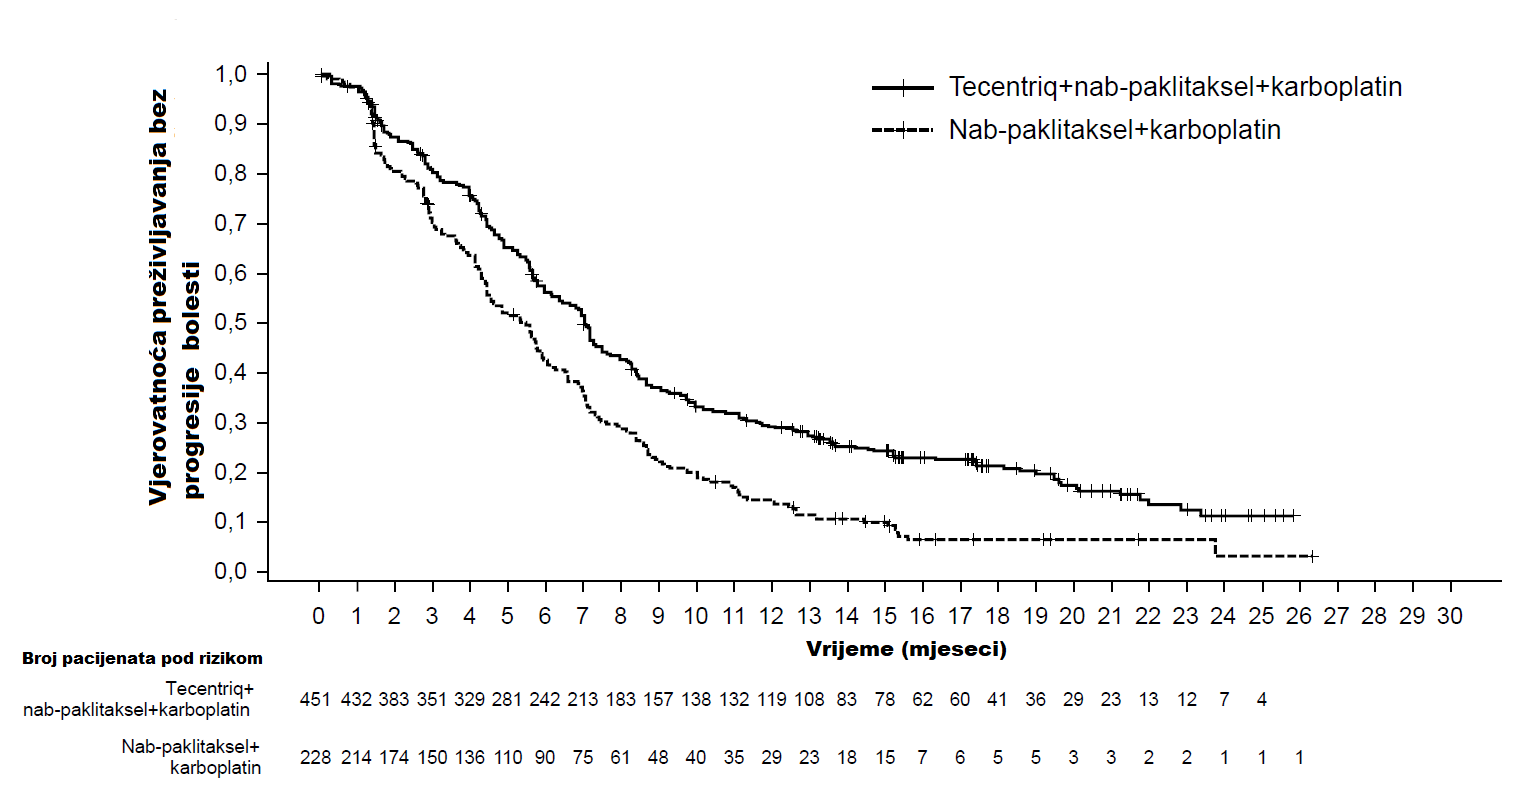 Tecentriq+nab-paklitaksel+karboplatin
Nab-paklitaksel+karboplatin
Vjerovatnoća preživljavanja bez
progresije bolesti
1,0
0,9
0,8
0,7
0,6
0,5
0,4
0,3
0,2
0,1
0,0
0 1 2 3 4 5 6 7 8 9 10 11 12 13 14 15 16 17 18 19 20 21 22 23 24 25 26 27 28 29 30
Vrijeme (mjeseci)
Broj pacijenata pod rizikom
Tecentriq+
nab-paklitaksel+karboplatin
451 432 383 351 329 281 242 213 183 157 138 132 119 108 83 78 62 60 41 36 29 23 13 12 7 4
Nab-paklitaksel+
karboplatin
228 214 174 150 136 110 90 75 61 48 40 35 29 23 18 15 7 6 5 5 3 3 2 2 1 1 1